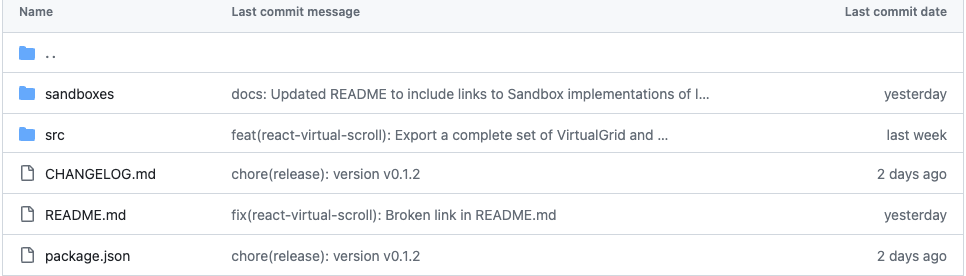 Name Last commit message Last commit date
. .
sandboxes docs: Updated README to include links to Sandbox implementations of I... yesterday
src feat(react-virtual-scroll): Export a complete set of VirtualGrid and ... last week
CHANGELOG.md chore(release): version v0.1.2 2 days ago
README.md fix(react-virtual-scroll): Broken link in README.md yesterday
package.json chore(release): version v0.1.2 2 days ago